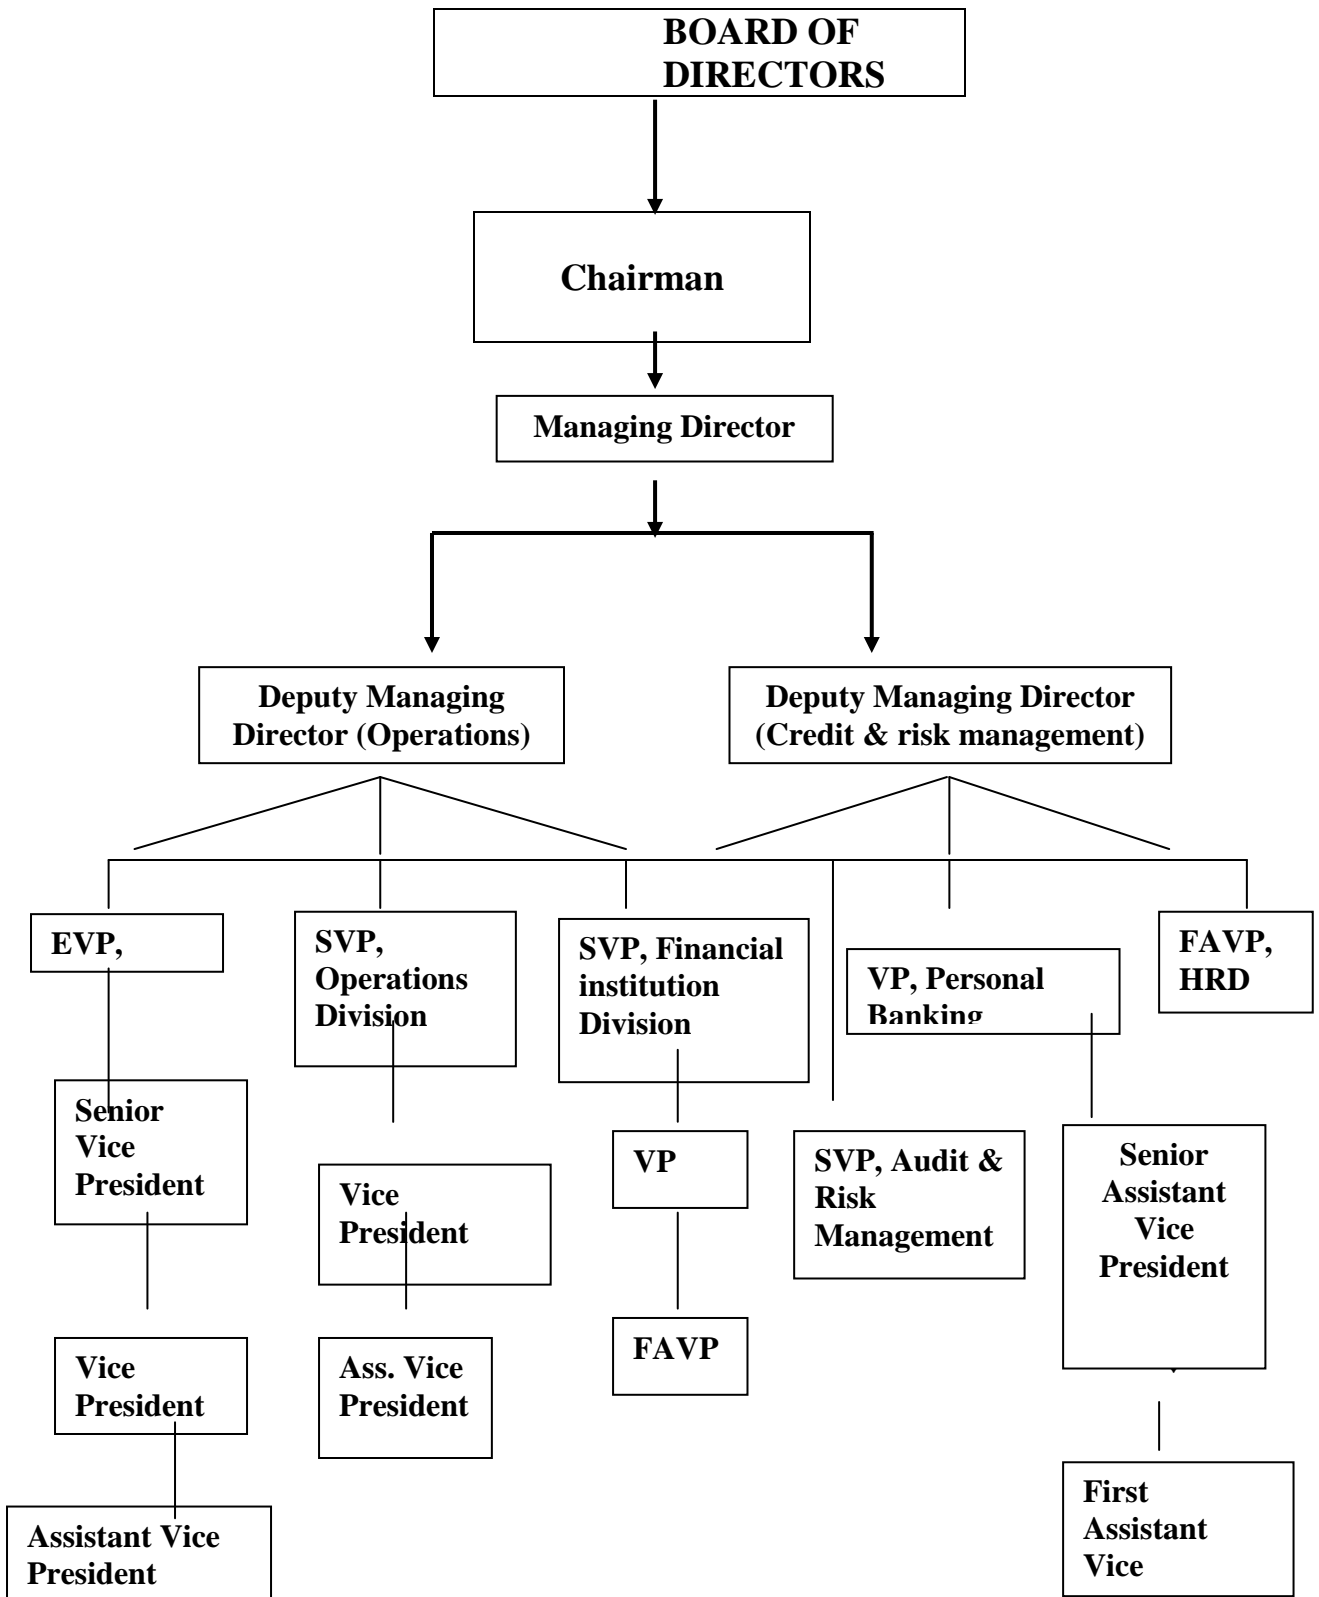 BOARD OF
DIRECTORS
Chairman
Managing Director
Deputy Managing
Director (Operations)
Deputy Managing Director
(Credit & risk management)
EVP,
SVP,
Operations
Division
SVP, Financial
institution
Division
VP, Personal
Banking
FAVP,
HRD
Senior
Vice
President
Vice
President
VP
SVP, Audit &
Risk
Management
Senior
Assistant
Vice
President
Vice
President
Ass. Vice
President
FAVP
Assistant Vice
President
First
Assistant
Vice